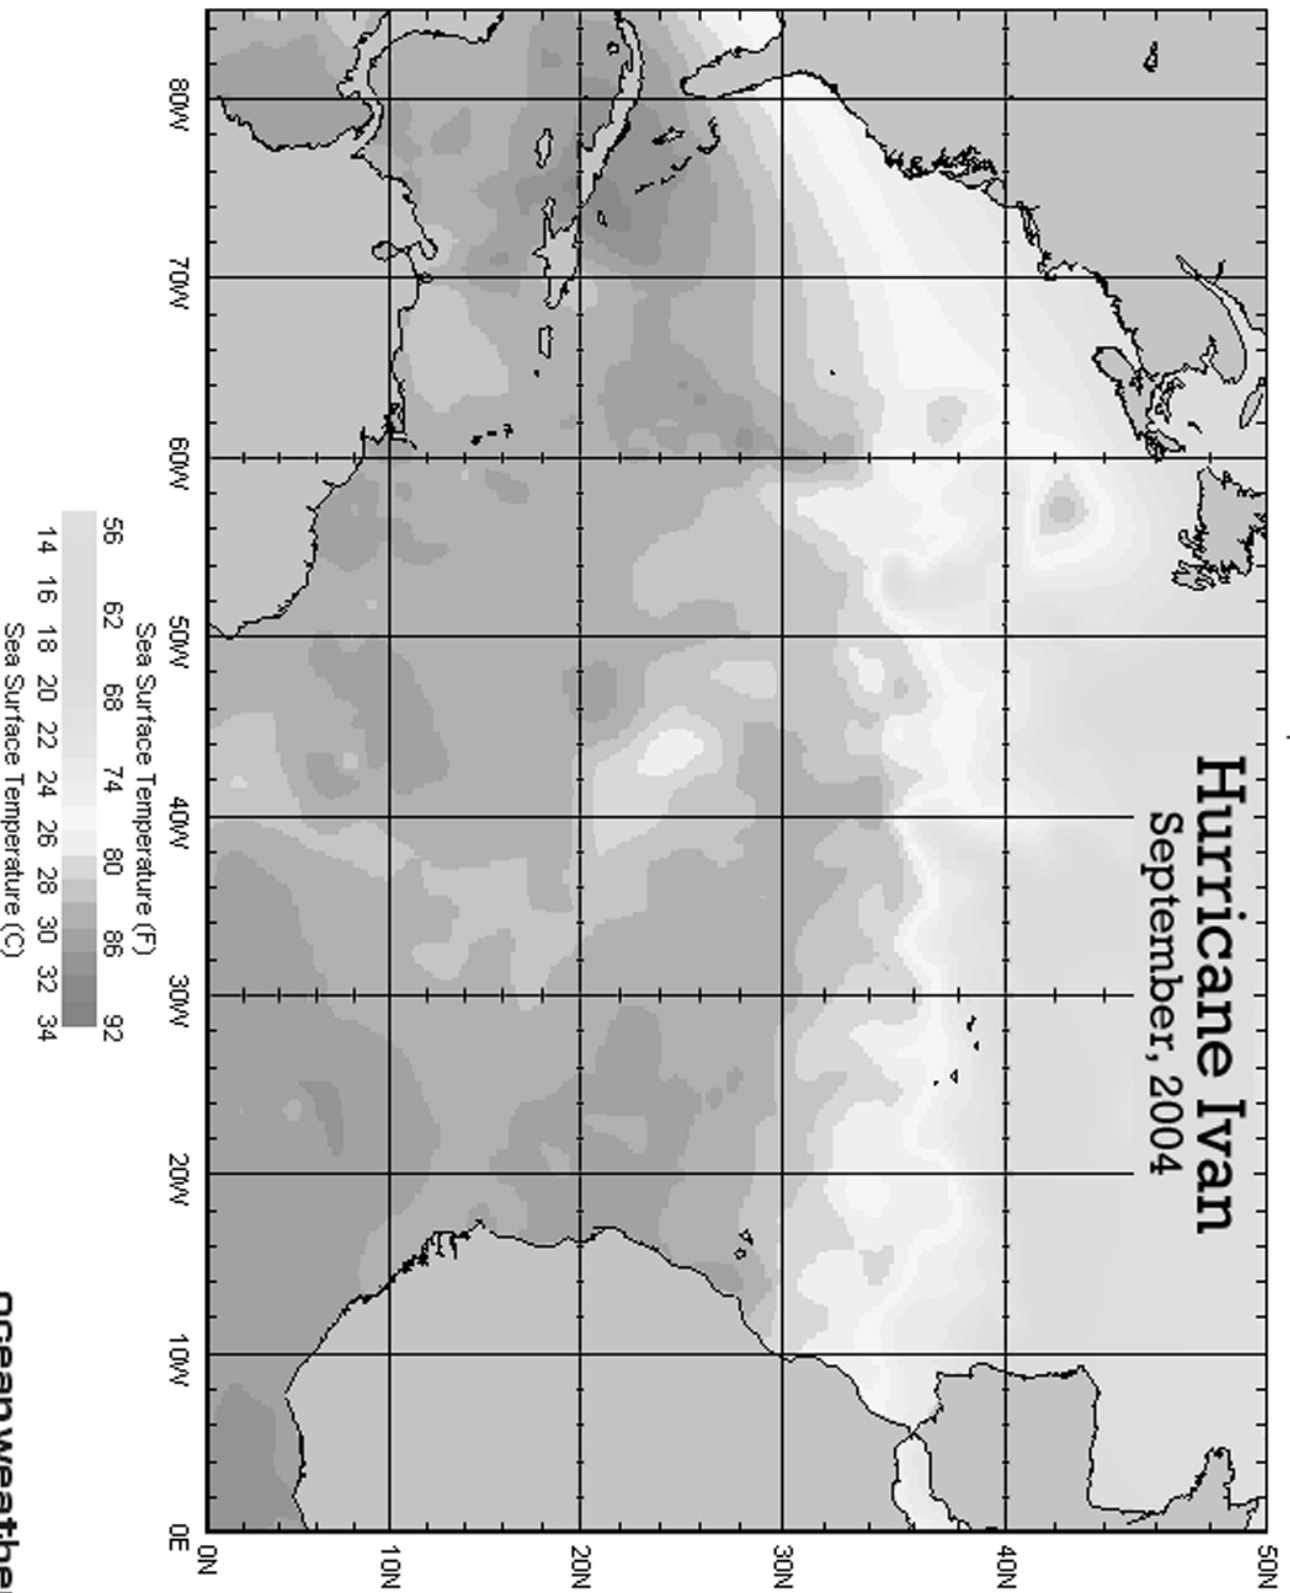 Hurricane Ivan
September, 2004
50N
40N
30N
20N
10N
0N
80W
70W
60W
50W
40W
30W
20W
10W
0E
Sea Surface Temperature (F)
56 62 68 74 80 86 92
14 16 18 20 22 24 26 28 30 32 34
Sea Surface Temperature (C)
oceanweather